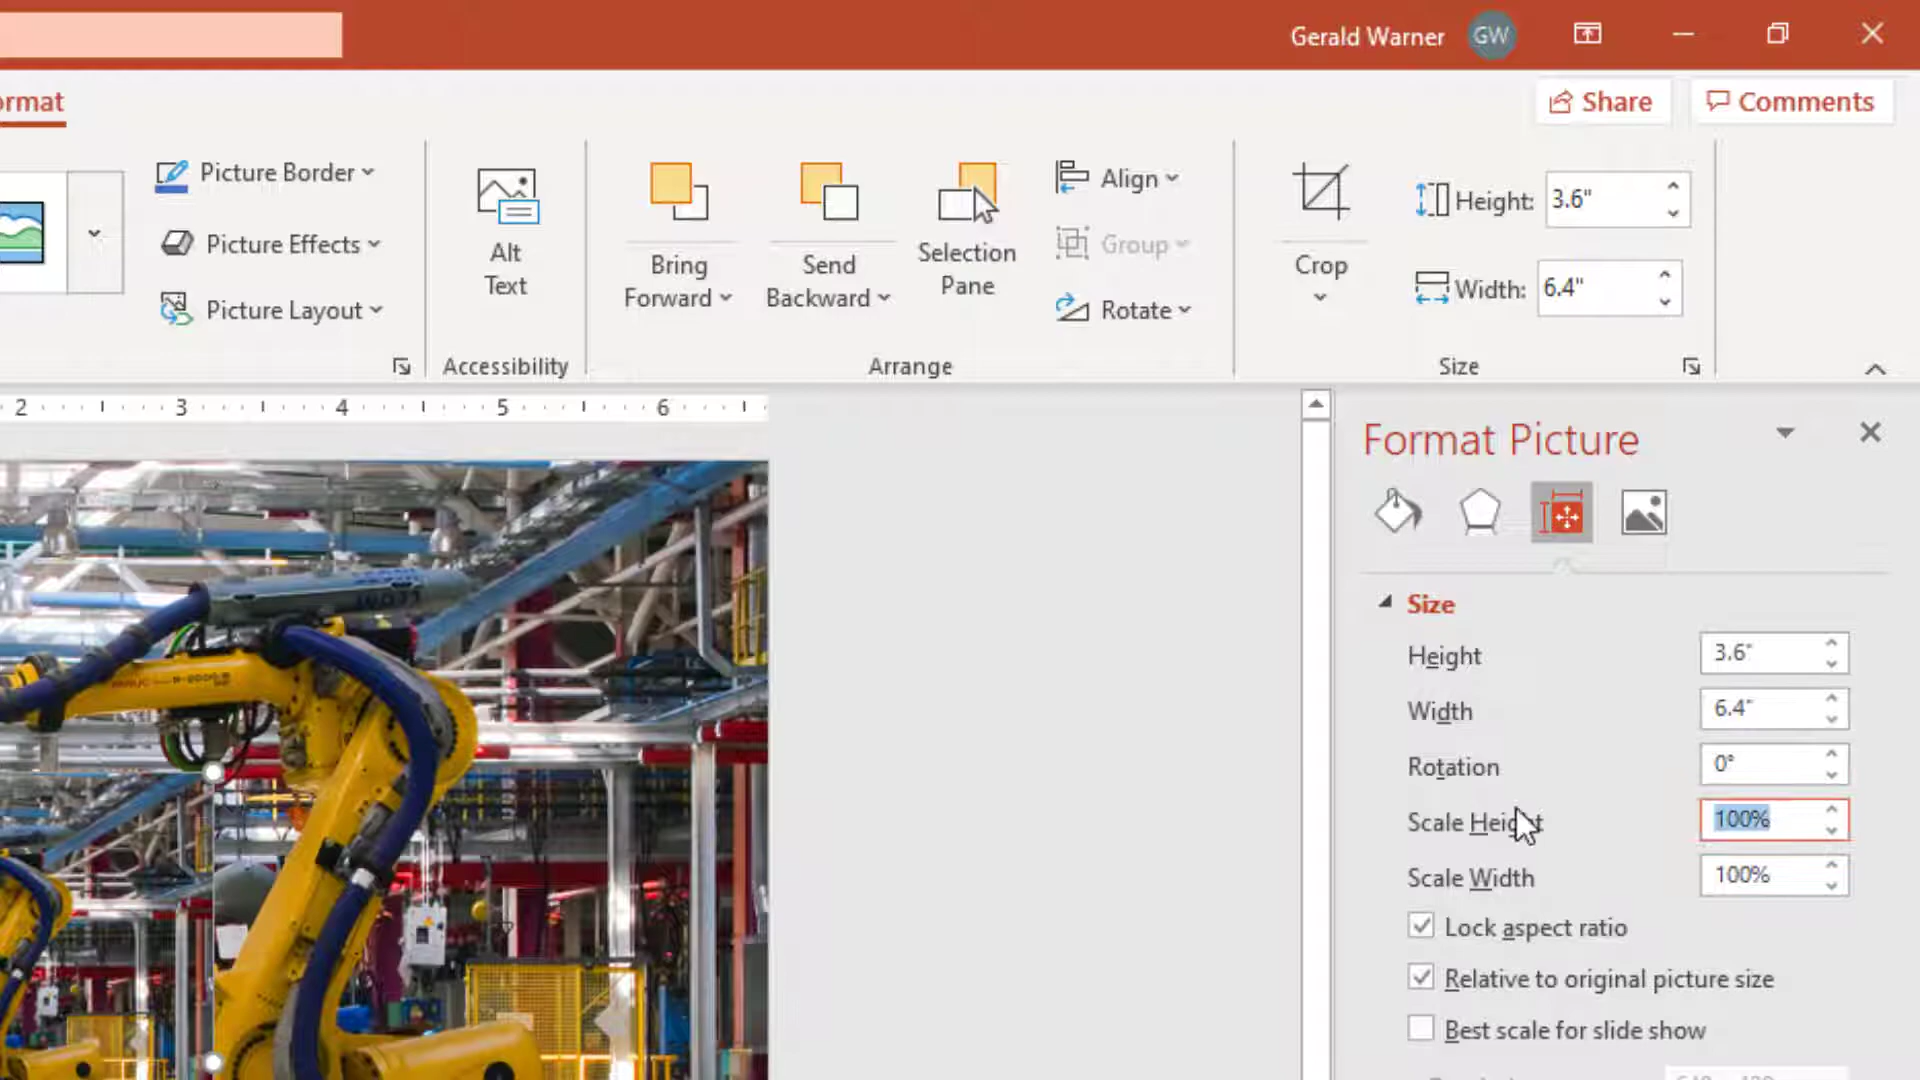 Gerald Warner
GW
ormat
Share
Comments
Picture Border
Picture Effects
Picture Layout
Alt
Text
Bring
Forward
Send
Backward
Selection
Pane
Align
Group
Rotate
Crop
Height:
3.6"
Width:
6.4"
Accessibility
Arrange
Size
2
3
4
5
6
Format Picture
Size
Height
3.6"
Width
6.4"
Rotation
0°
Scale Height
100%
Scale Width
100%
Lock aspect ratio
Relative to original picture size
Best scale for slide show